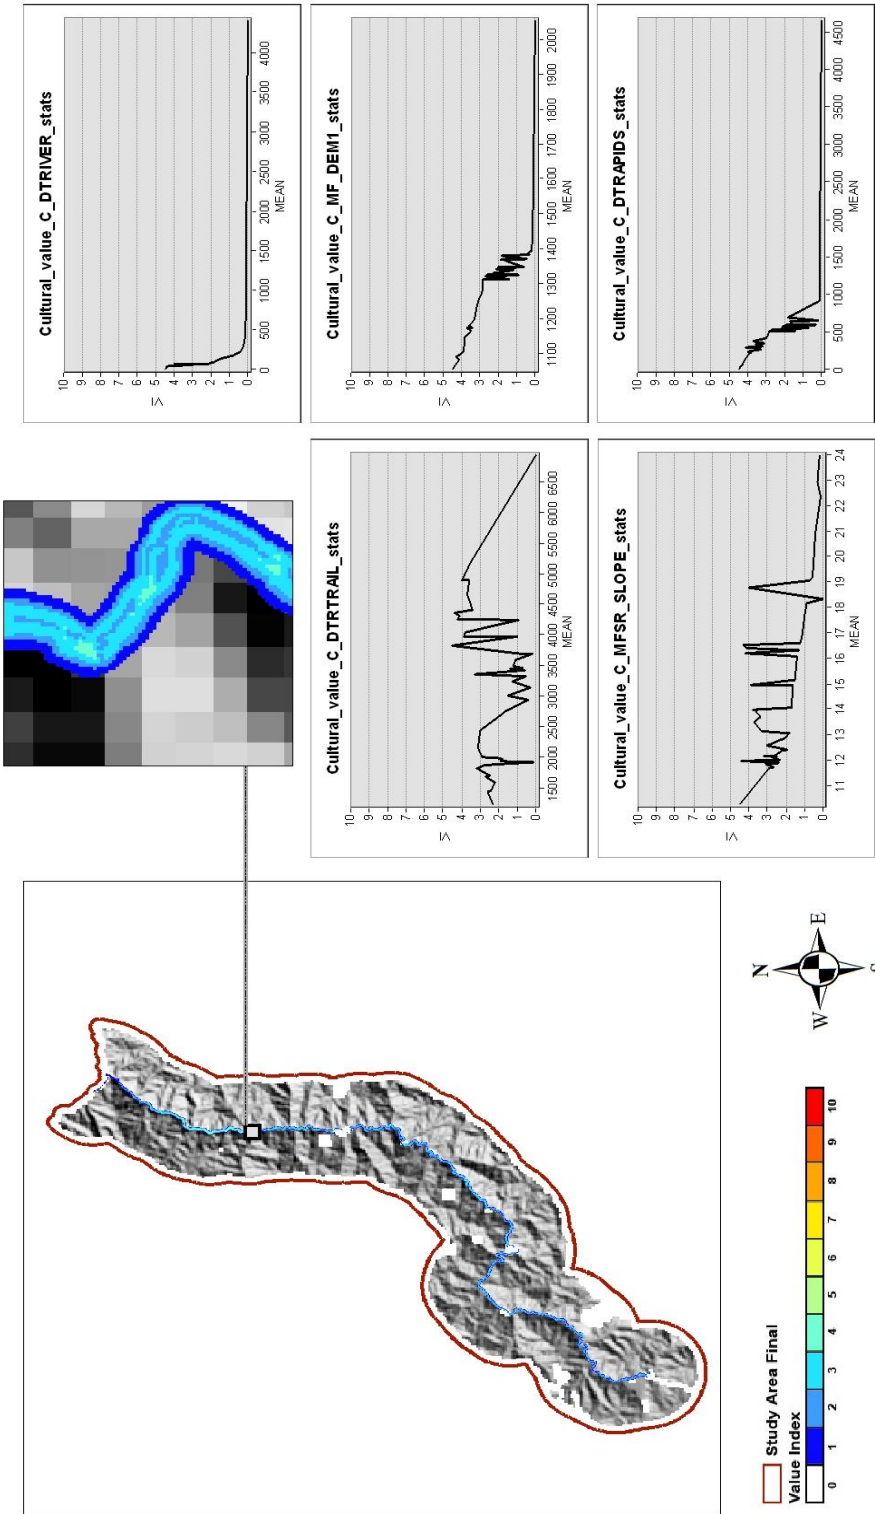 Cultural_value_C_DTRIVER_stats
10
9
8
7
6
5
4
3
2
1
0
VI
0 500 1000 1500 2000 2500 3000 3500 4000
MEAN
Cultural_value_C_DTRTRAIL_stats
10
9
8
7
6
5
4
3
2
1
0
VI
1500 2000 2500 3000 3500 4000 4500 5000 5500 6000 6500
MEAN
Cultural_value_C_MF_DEM1_stats
10
9
8
7
6
5
4
3
2
1
0
VI
1100 1200 1300 1400 1500 1600 1700 1800 1900 2000
MEAN
Cultural_value_C_MFSR_SLOPE_stats
10
9
8
7
6
5
4
3
2
1
0
VI
11 12 13 14 15 16 17 18 19 20 21 22 23 24
MEAN
Cultural_value_C_DTRAPIDS_stats
10
9
8
7
6
5
4
3
2
1
0
VI
0 500 1000 1500 2000 2500 3000 3500 4000 4500
MEAN
Study Area Final
Value Index
0 1 2 3 4 5 6 7 8 9 10
N
W E
S